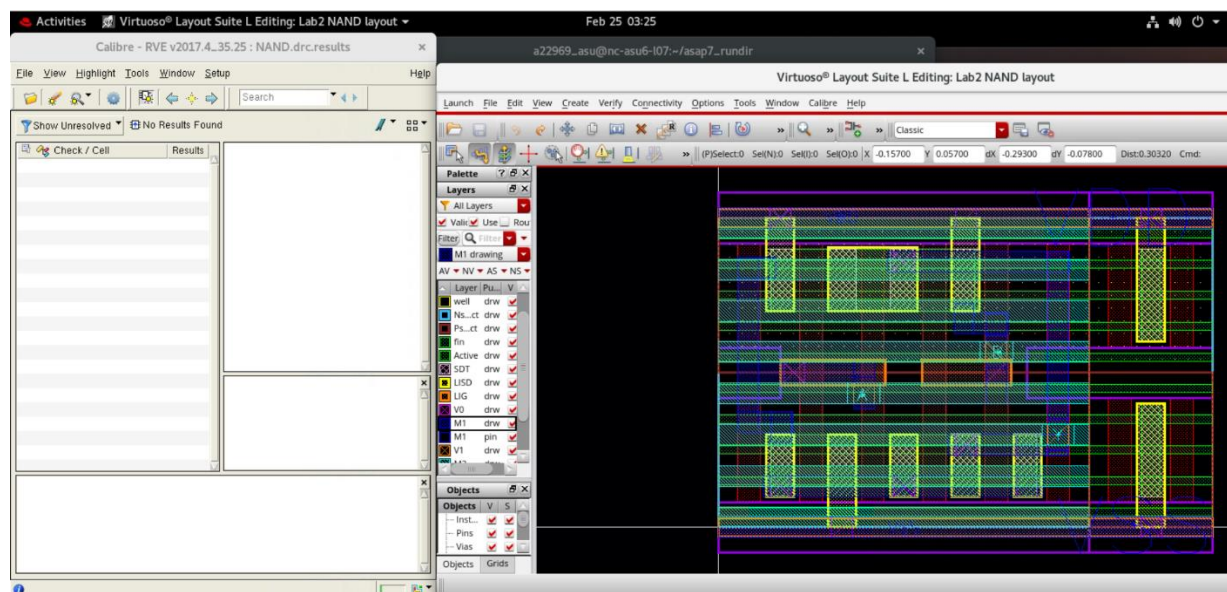 Activities Virtuoso® Layout Suite L Editing: Lab2 NAND layout Feb 25 03:25
Calibre - RVE v2017.4_35.25 : NAND.drc.results ×
File View Highlight Tools Window Setup Help
Search
Show Unresolved No Results Found
Check / Cell Results
a22969_asu@nc-asu6-l07:~/asap7_rundir ×
Virtuoso® Layout Suite L Editing: Lab2 NAND layout
Launch File Edit View Create Verify Connectivity Options Tools Window Calibre Help
» » » Classic
» (P)Select:0 Sel(N):0 Sel(I):0 Sel(O):0 X -0.15700 Y 0.05700 dX -0.29300 dY -0.07800 Dist:0.30320 Cmd:
Palette ? ×
Layers ×
All Layers
Valid Use Rou
Filter Filter
M1 drawing
AV NV AS NS
Layer Pu... V
well drw
Ns...ct drw
Ps...ct drw
fin drw
Active drw
SDT drw
LISD drw
LIG drw
V0 drw
M1 drw
M1 pin
V1 drw
Objects ×
Objects V S
Inst...
Pins
Vias
Objects Grids